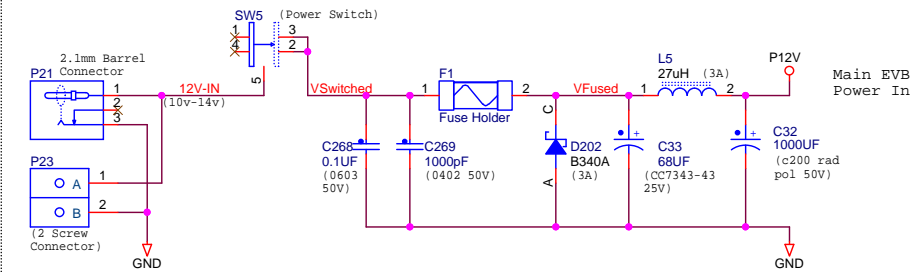 SW5
(Power Switch)
1
4
3
2
5
2.1mm Barrel
Connector
P21
1
2
3
12V-IN
(10v-14v)
VSwitched
F1
1
2
Fuse Holder
VFused
L5
27uH (3A)
1
2
P12V
Main EVB
Power In
C268
0.1UF
(0603
50V)
C269
1000pF
(0402 50V)
C
A
D202
B340A
(3A)
+
C33
68UF
(CC7343-43
25V)
+
C32
1000UF
(c200 rad
pol 50V)
P23
A
1
B
2
(2 Screw
Connector)
GND
GND